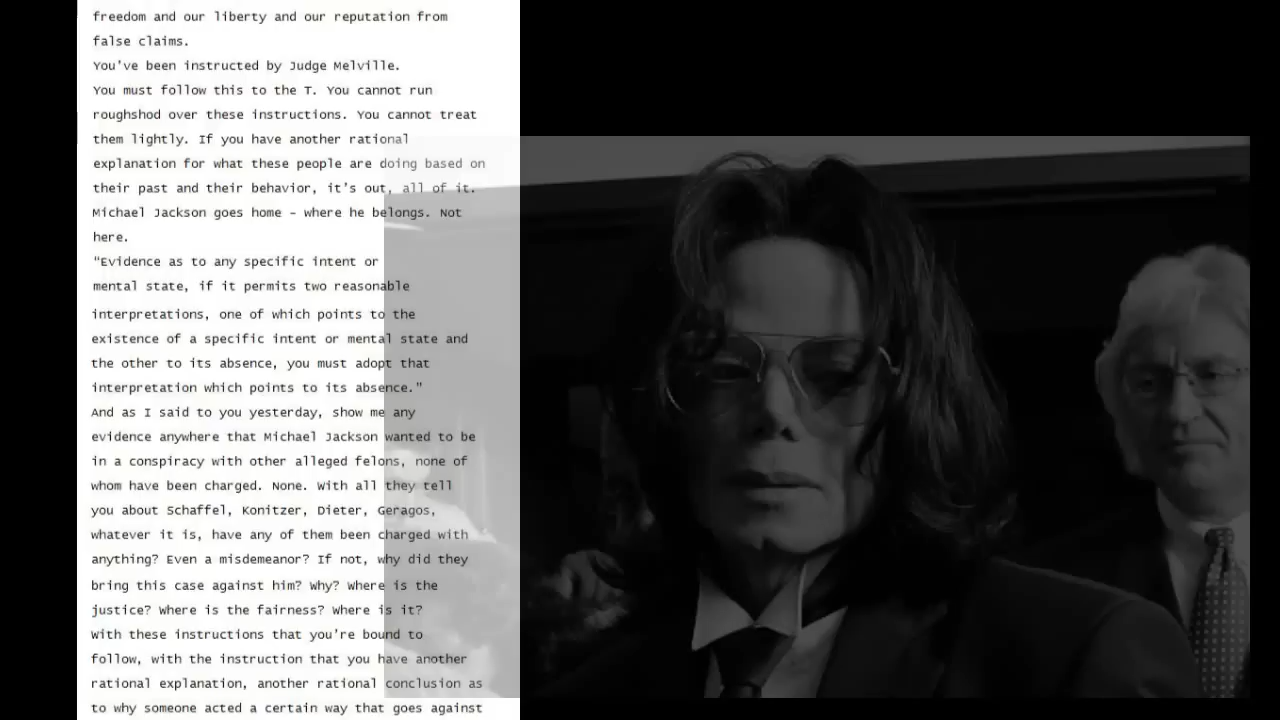 freedom and our liberty and our reputation from
false claims.
You've been instructed by Judge Melville.
You must follow this to the T. You cannot run
roughshod over these instructions. You cannot treat
them lightly. If you have another rational
explanation for what these people are doing based on
their past and their behavior, it's out, all of it.
Michael Jackson goes home - where he belongs. Not
here.
"Evidence as to any specific intent or
mental state, if it permits two reasonable
interpretations, one of which points to the
existence of a specific intent or mental state and
the other to its absence, you must adopt that
interpretation which points to its absence."
And as I said to you yesterday, show me any
evidence anywhere that Michael Jackson wanted to be
in a conspiracy with other alleged felons, none of
whom have been charged. None. With all they tell
you about Schaffel, Konitzer, Dieter, Geragos,
whatever it is, have any of them been charged with
anything? Even a misdemeanor? If not, why did they
bring this case against him? Why? Where is the
justice? Where is the fairness? Where is it?
With these instructions that you're bound to
follow, with the instruction that you have another
rational explanation, another rational conclusion as
to why someone acted a certain way that goes against